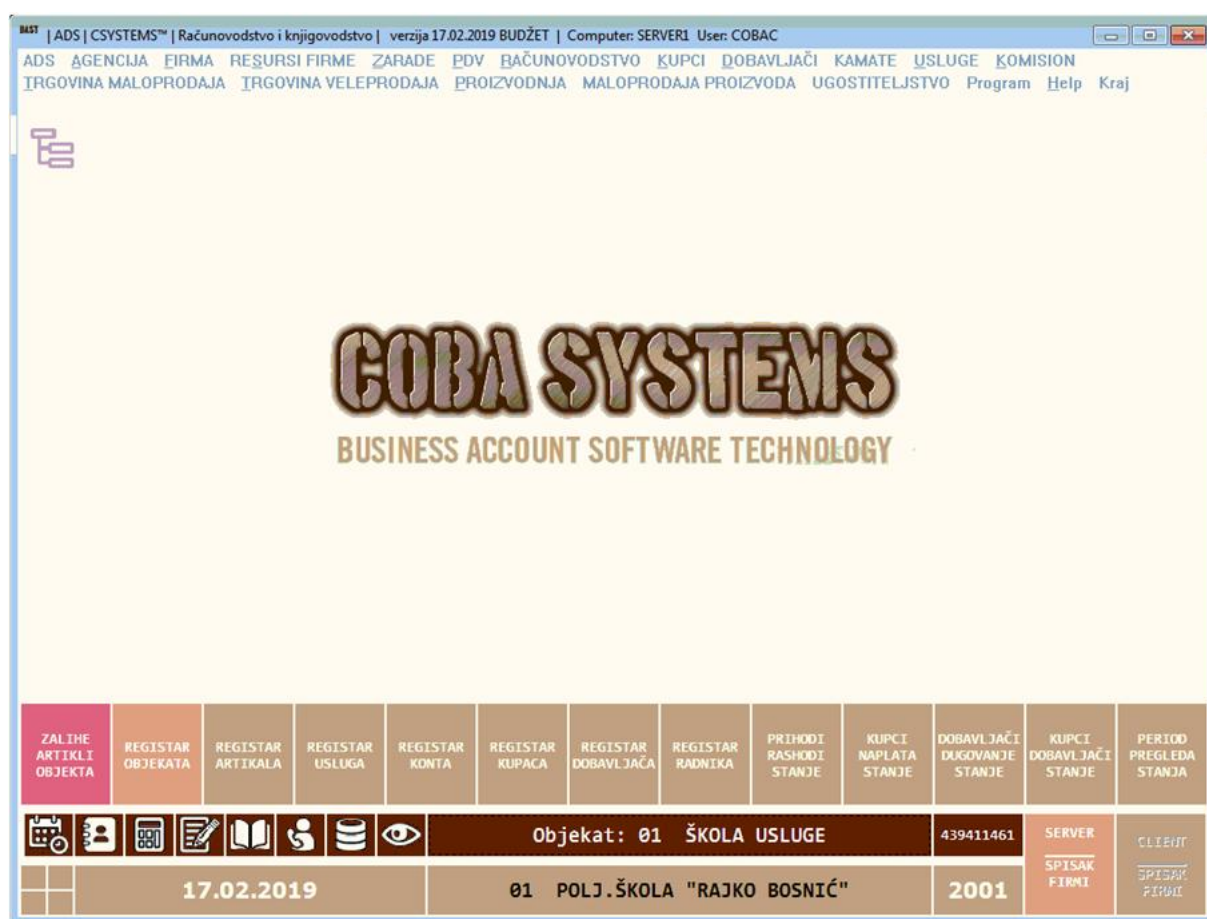 BAST | ADS | CSYSTEMS™ | Računovodstvo i knjigovodstvo | verzija 17.02.2019 BUDŽET | Computer: SERVER1 User: COBAC
ADS AGENCIJA FIRMA RESURSI FIRME ZARADE PDV RAČUNOVODSTVO KUPCI DOBAVLJAČI KAMATE USLUGE KOMISION
TRGOVINA MALOPRODAJA TRGOVINA VELEPRODAJA PROIZVODNJA MALOPRODAJA PROIZVODA UGOSTITELJSTVO Program Help Kraj
COBA SYSTEMS
BUSINESS ACCOUNT SOFTWARE TECHNOLOGY
ZALIHE
ARTIKLI
OBJEKTA
REGISTAR
OBJEKATA
REGISTAR
ARTIKALA
REGISTAR
USLUGA
REGISTAR
KONTA
REGISTAR
KUPACA
REGISTAR
DOBAVLJAČA
REGISTAR
RADNIKA
PRIHODI
RASHODI
STANJE
KUPCI
NAPLATA
STANJE
DOBAVLJAČI
DUGOVANJE
STANJE
KUPCI
DOBAVLJAČI
STANJE
PERIOD
PREGLEDA
STANJA
Objekat: 01 ŠKOLA USLUGE
439411461
SERVER
SPISAK
FIRMI
CLIENT
SPISAK
FIRMI
17.02.2019
01 POLJ.ŠKOLA "RAJKO BOSNIĆ"
2001